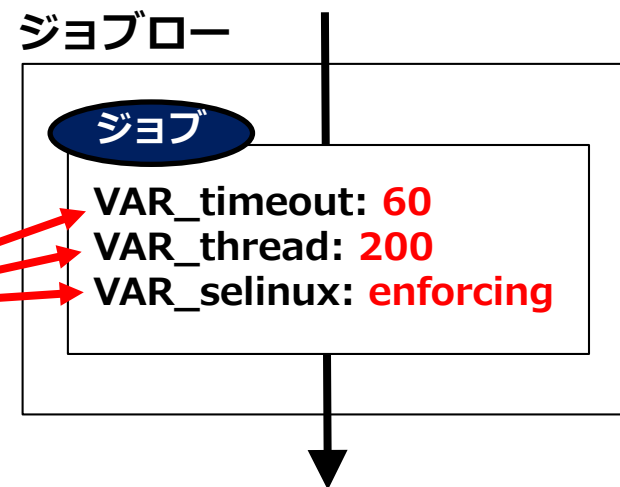 ジョブロー
ジョブ
VAR_timeout: 60
VAR_thread: 200
VAR_selinux: enforcing